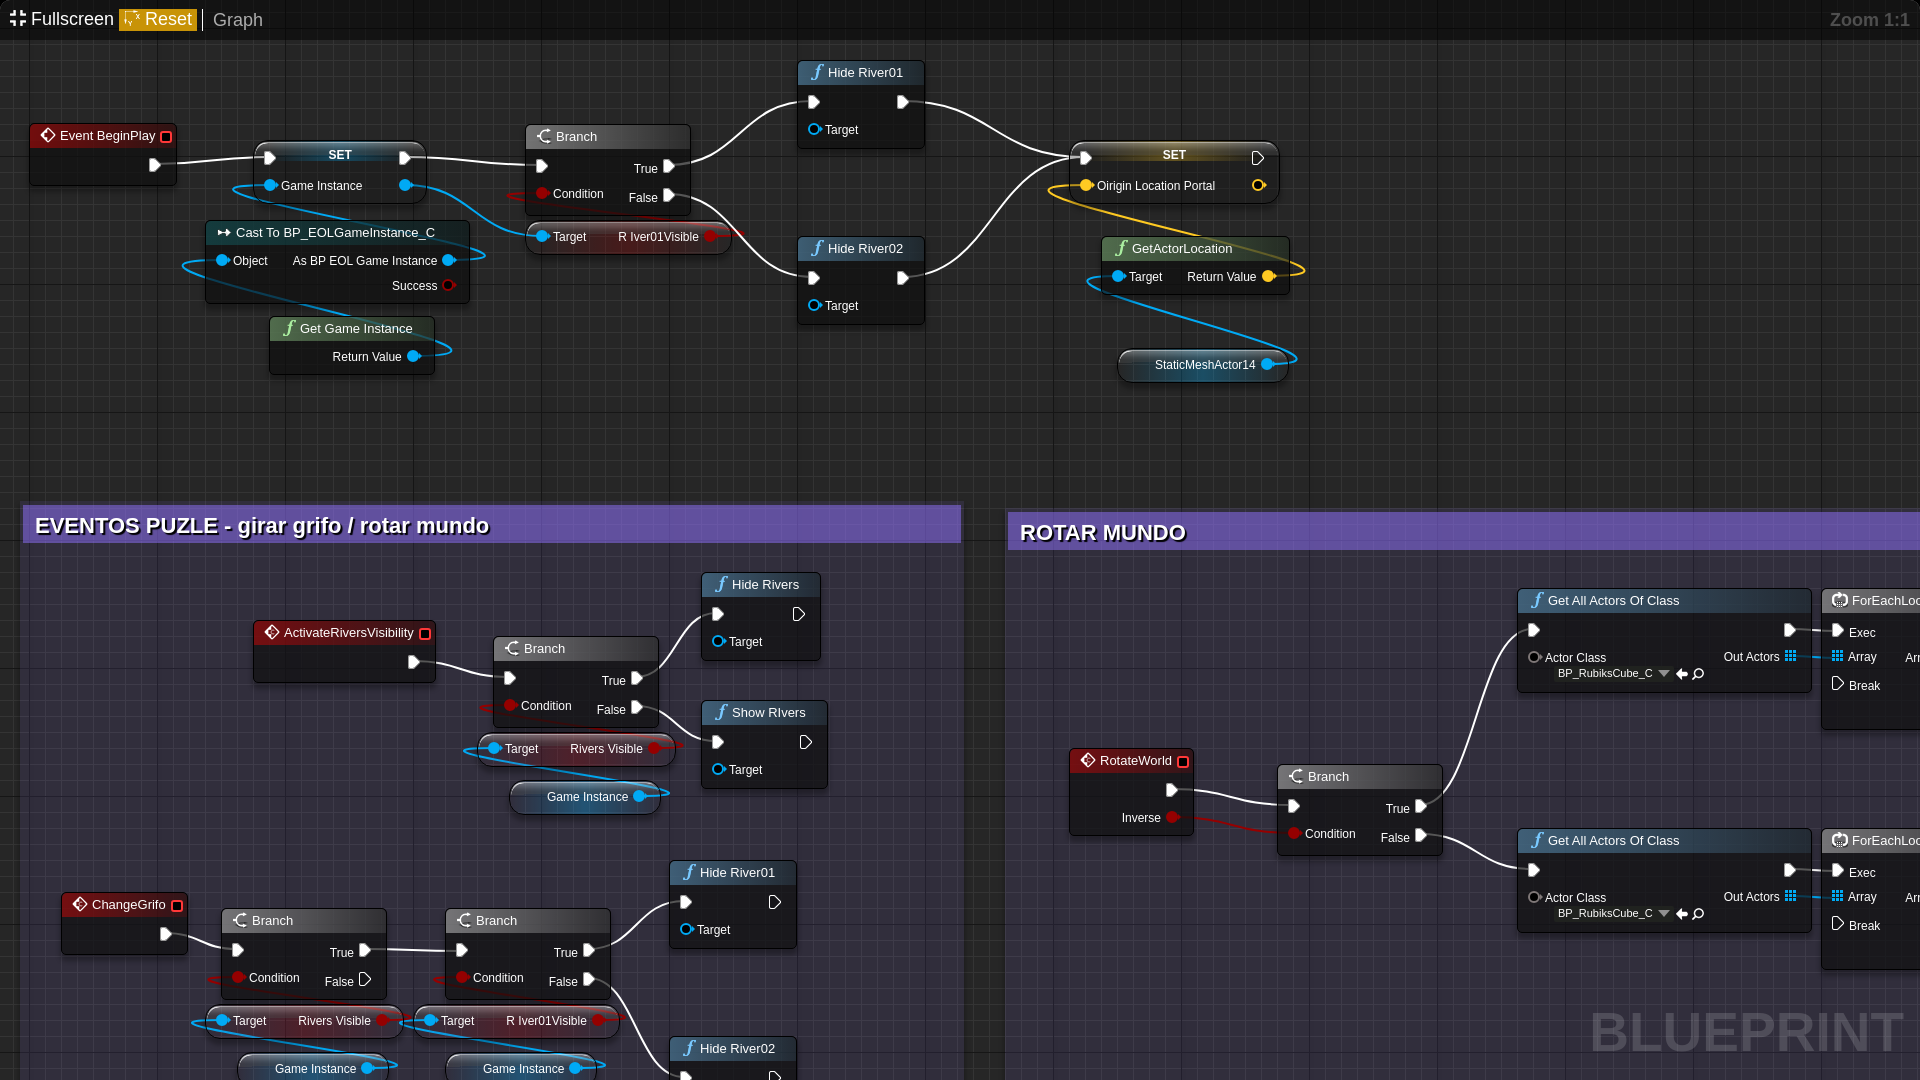 Fullscreen Reset Graph
Zoom 1:1
Hide River01
Target
Event BeginPlay
SET
Game Instance
Branch
True
Condition
False
Target R Iver01Visible
SET
Oirigin Location Portal
Cast To BP_EOLGameInstance_C
Object As BP EOL Game Instance
Success
Hide River02
Target
GetActorLocation
Target Return Value
Get Game Instance
Return Value
StaticMeshActor14
EVENTOS PUZLE - girar grifo / rotar mundo
Hide Rivers
Target
ActivateRiversVisibility
Branch
True
Condition
False
Show RIvers
Target
Target Rivers Visible
Game Instance
Hide River01
Target
ChangeGrifo
Branch
True
Condition
False
Branch
True
Condition
False
Target Rivers Visible
Target R Iver01Visible
Game Instance
Game Instance
Hide River02
ROTAR MUNDO
Get All Actors Of Class
Actor Class Out Actors
BP_RubiksCube_C
ForEachLoo
Exec
Array Arr
Break
RotateWorld
Inverse
Branch
True
Condition
False
Get All Actors Of Class
Actor Class Out Actors
BP_RubiksCube_C
ForEachLoo
Exec
Array Arr
Break
BLUEPRINT